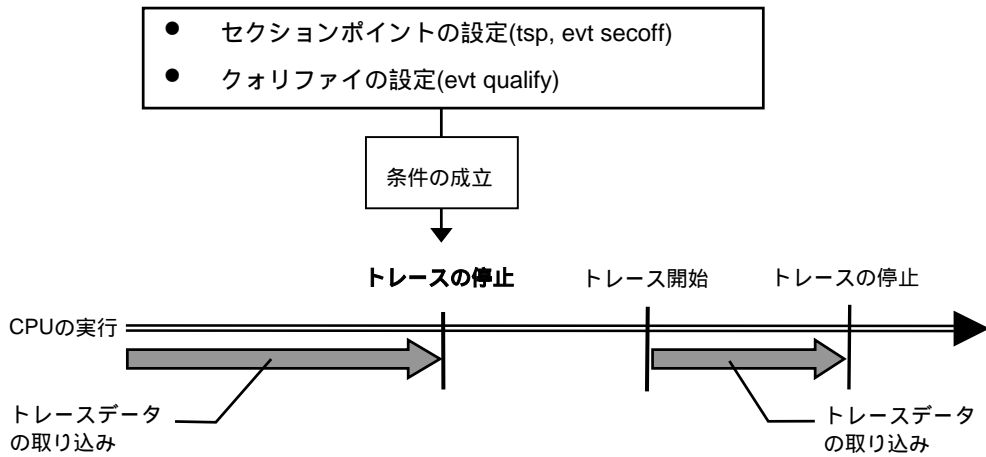 ● セクションポイントの設定(tsp, evt secoff)
● クォリファイの設定(evt qualify)
条件の成立
トレースの停止
トレース開始
トレースの停止
CPUの実行
トレースデータ
の取り込み
トレースデータ
の取り込み